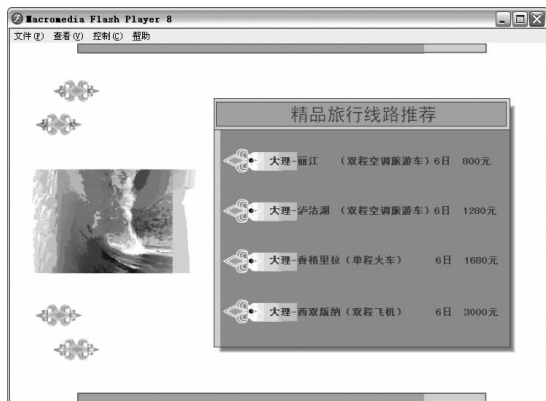 Macromedia Flash Player 8
文件(F) 查看(V) 控制(C) 帮助
精品旅行线路推荐
大理-丽江 (双程空调旅游车) 6日 800元
大理-泸沽湖 (双程空调旅游车) 6日 1280元
大理-香格里拉 (单程火车) 6日 1680元
大理-西双版纳 (双程飞机) 6日 3000元